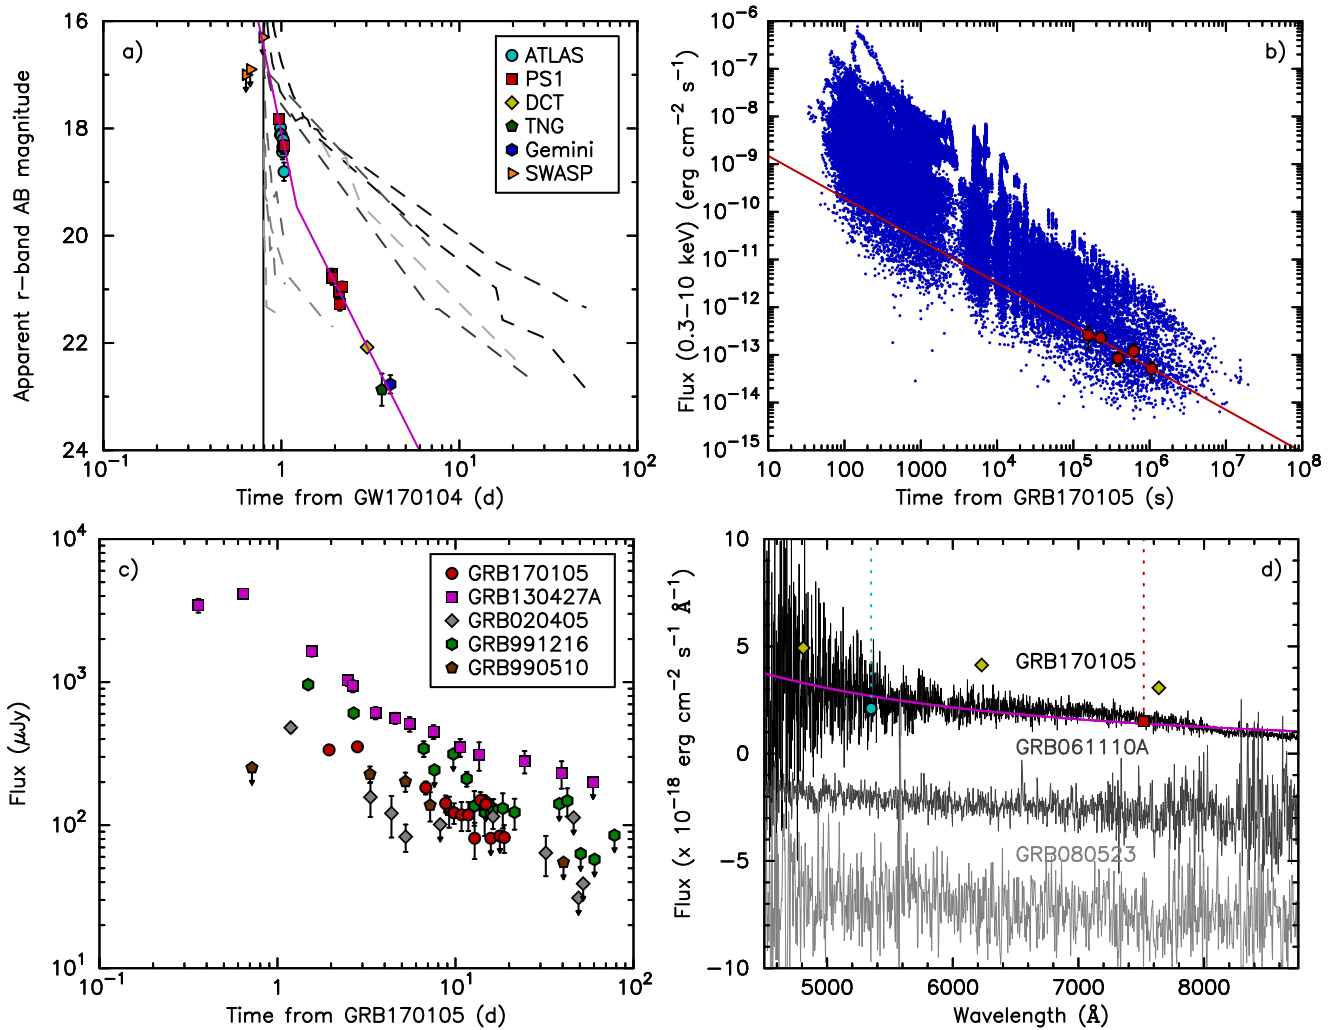 a)
16
18
20
22
24
Apparent r−band AB magnitude
ATLAS
PS1
DCT
TNG
Gemini
SWASP
10−1 1 10 102
Time from GW170104 (d)
b)
10−6
10−7
10−8
10−9
10−10
10−11
10−12
10−13
10−14
10−15
Flux (0.3−10 keV) (erg cm−2 s−1)
10 100 1000 104 105 106 107 108
Time from GRB170105 (s)
c)
104
103
102
101
Flux (μJy)
GRB170105
GRB130427A
GRB020405
GRB991216
GRB990510
10−1 1 10 102
Time from GRB170105 (d)
d)
10
5
0
−5
−10
Flux (x 10−18 erg cm−2 s−1 Å−1)
GRB170105
GRB061110A
GRB080523
5000 6000 7000 8000
Wavelength (Å)